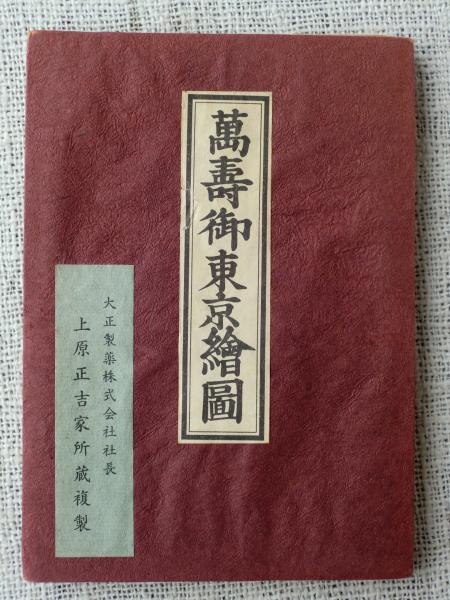 萬壽御東京繪圖
大正製薬株式会社社長
上原正吉家所蔵複製